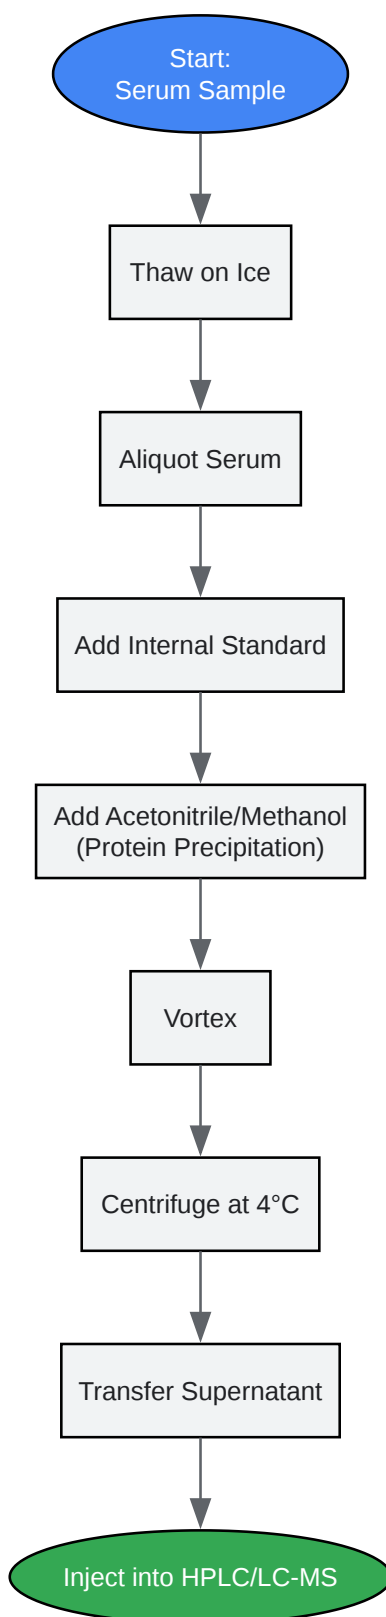 Start:
Serum Sample
Thaw on Ice
Aliquot Serum
Add Internal Standard
Add Acetonitrile/Methanol
(Protein Precipitation)
Vortex
Centrifuge at 4°C
Transfer Supernatant
Inject into HPLC/LC-MS